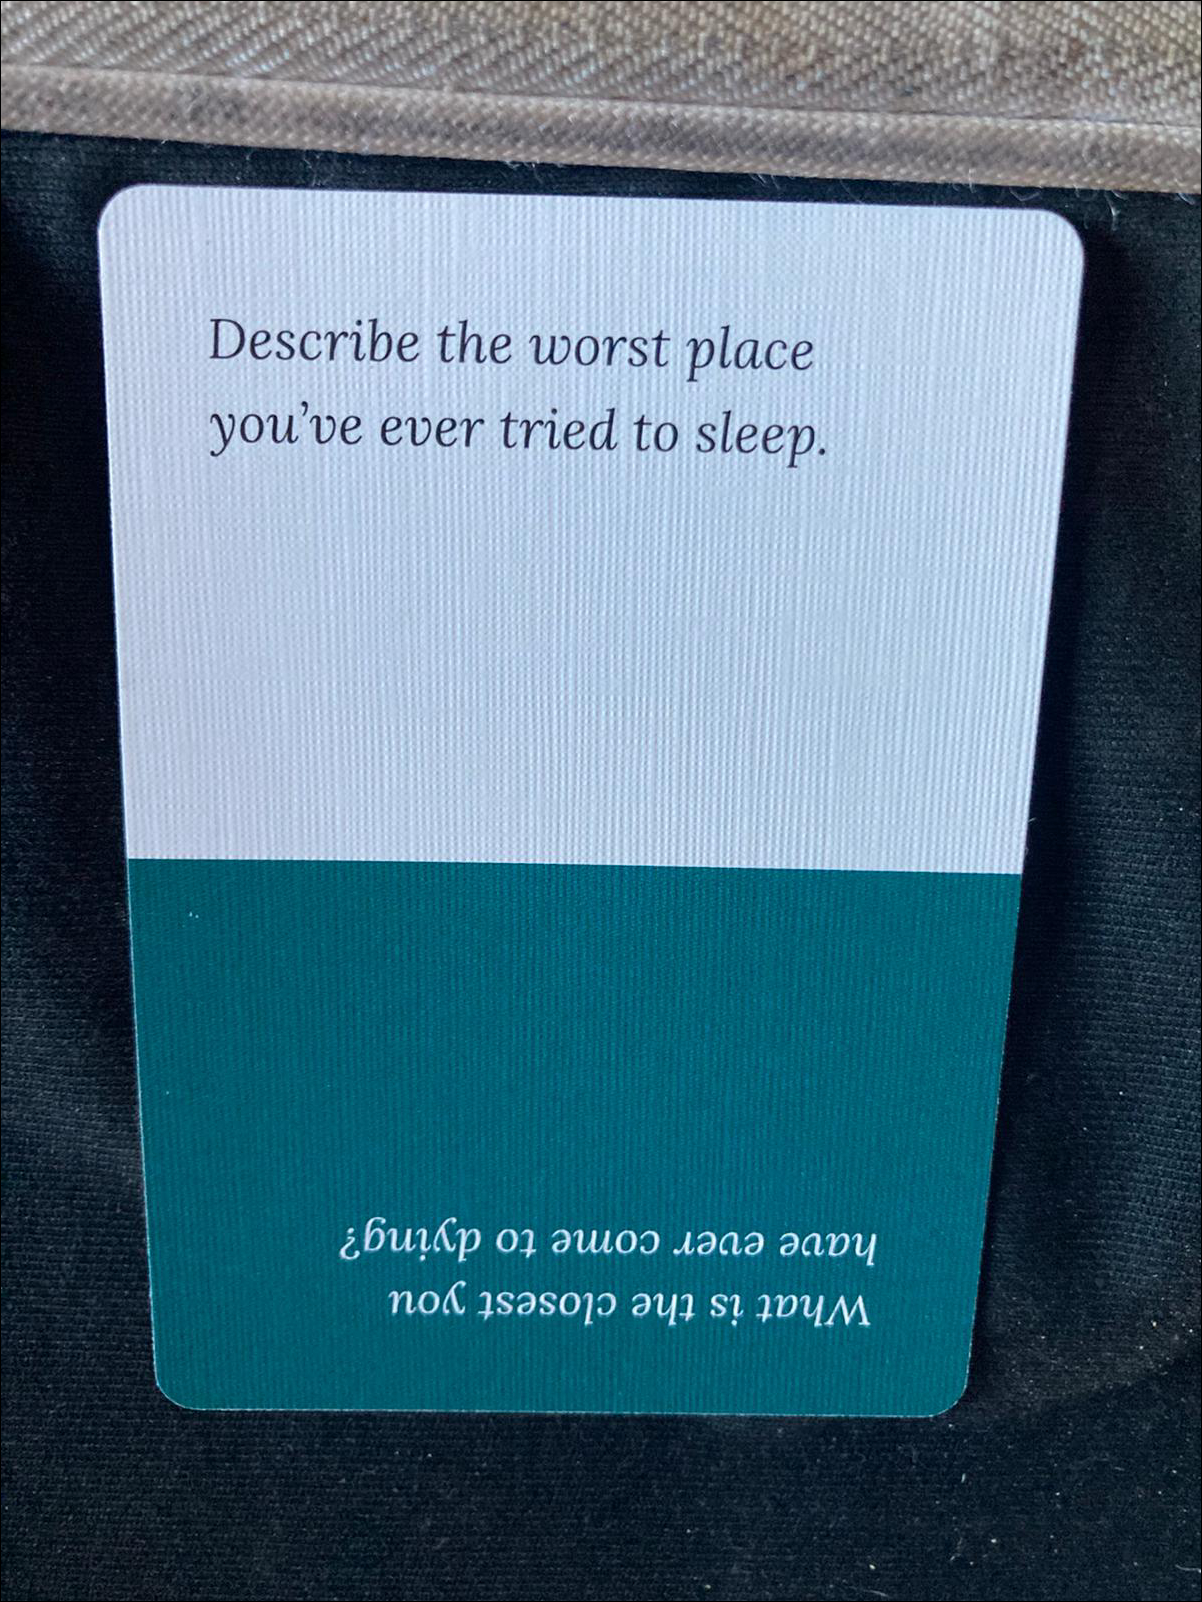 Describe the worst place
you’ve ever tried to sleep.
What is the closest you
have ever come to dying?